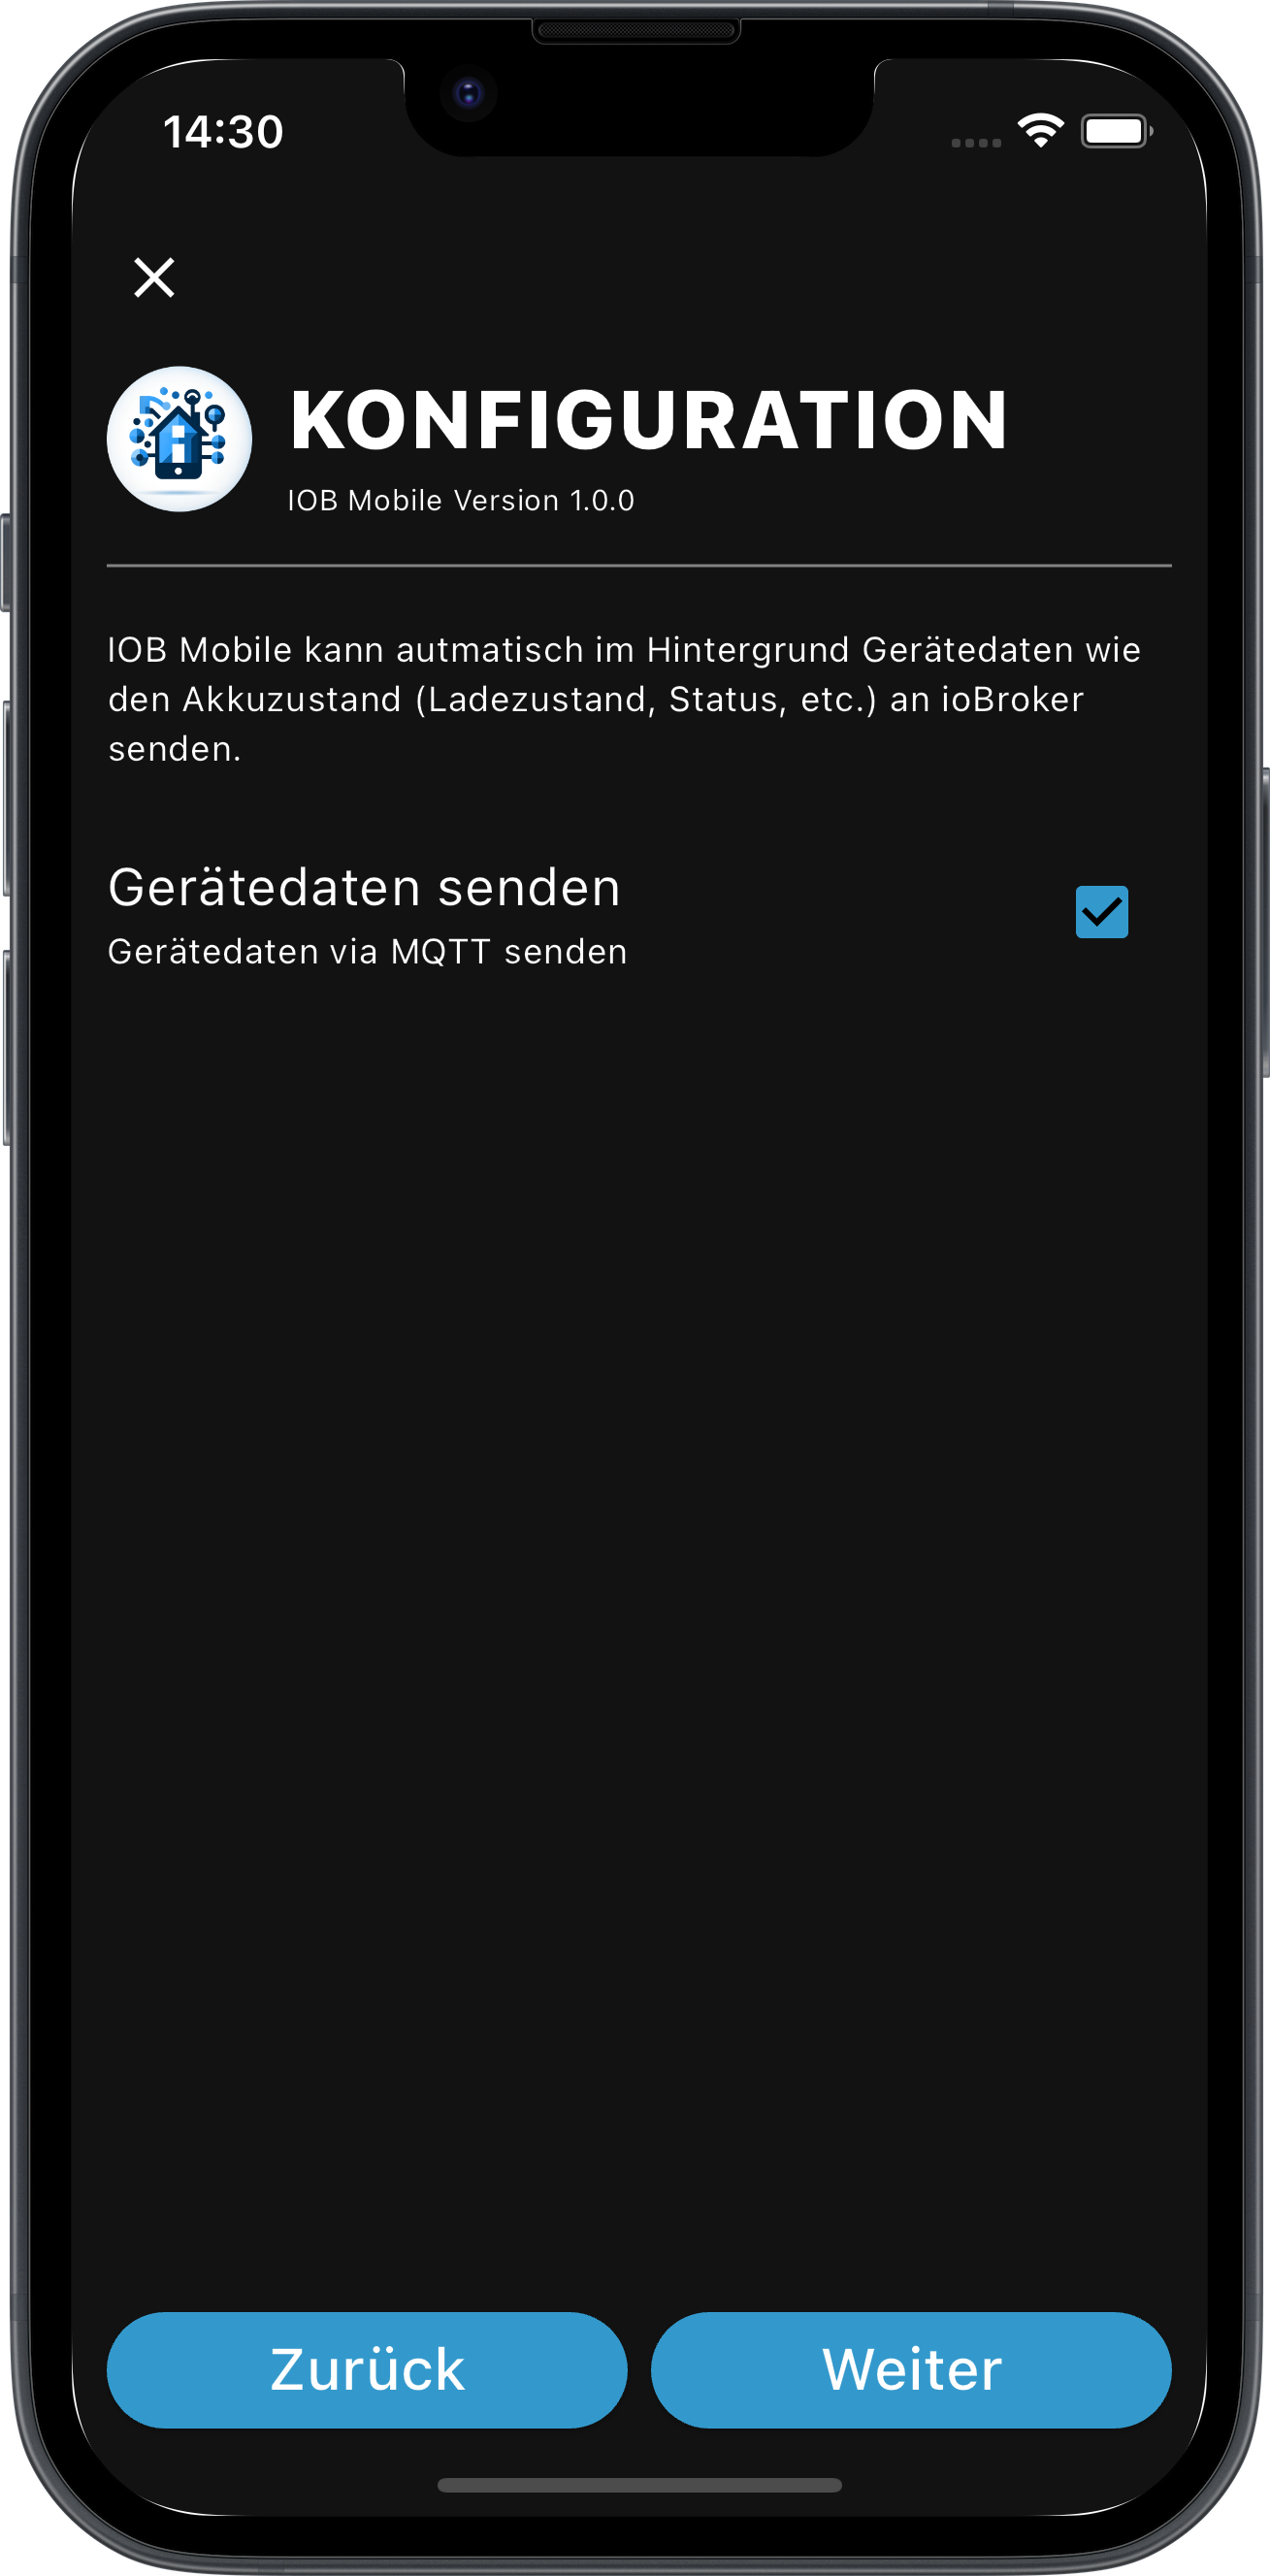 14:30
KONFIGURATION
IOB Mobile Version 1.0.0
IOB Mobile kann autmatisch im Hintergrund Gerätedaten wie
den Akkuzustand (Ladezustand, Status, etc.) an ioBroker
senden.
Gerätedaten senden
Gerätedaten via MQTT senden
Zurück
Weiter